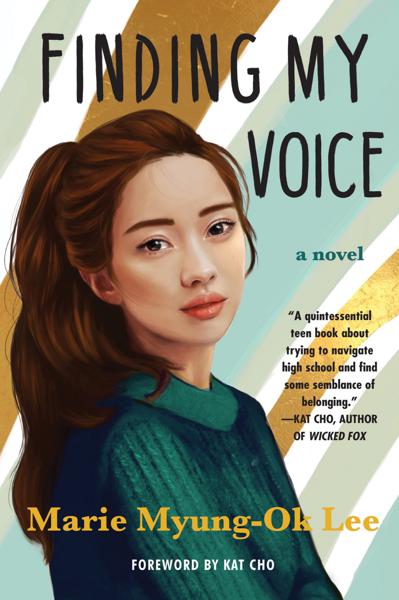 FINDING MY
VOICE
a novel
“A quintessential
teen book about
trying to navigate
high school and find
some semblance of
belonging.”
—KAT CHO, AUTHOR
OF WICKED FOX
Marie Myung-Ok Lee
FOREWORD BY KAT CHO